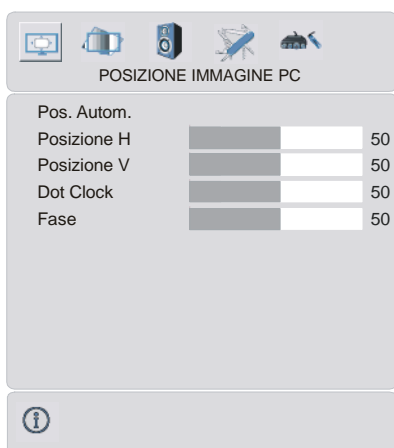 POSIZIONE IMMAGINE PC
Pos. Autom.
Posizione H 50
Posizione V 50
Dot Clock 50
Fase 50